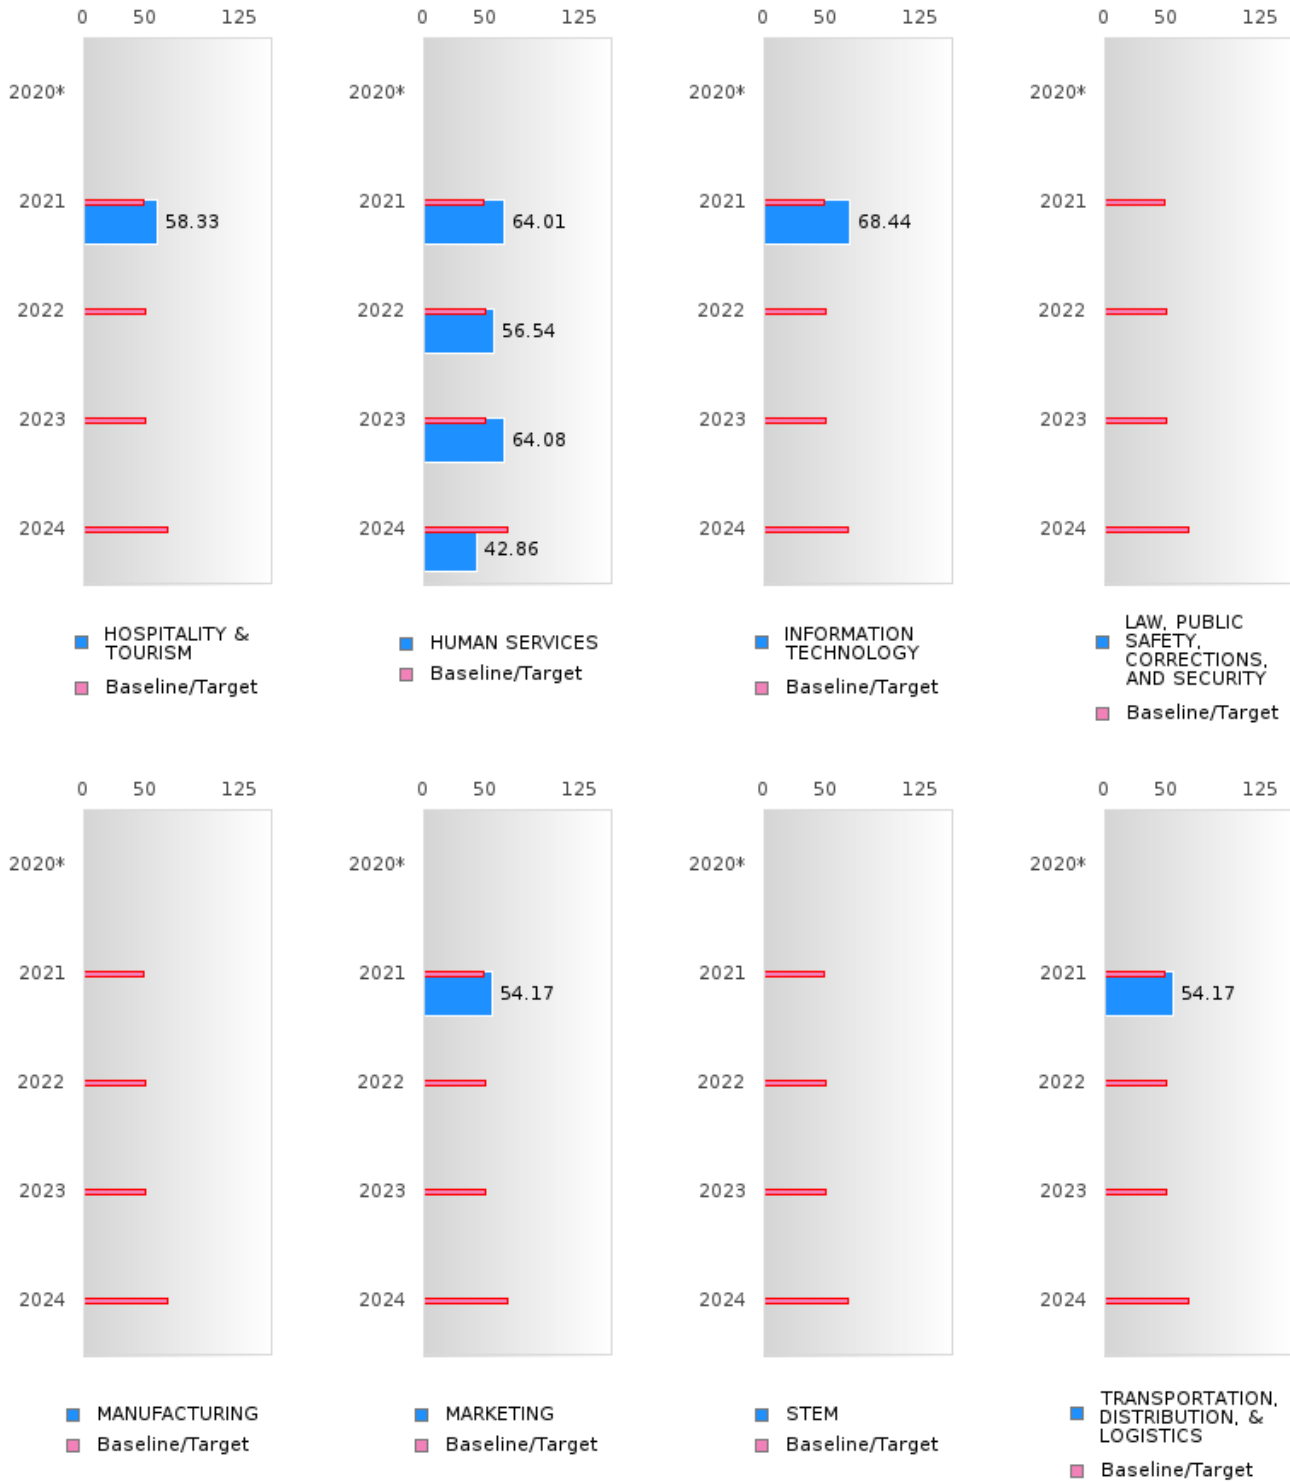 0 50 125
2020*
2021 58.33
2022
2023
2024
HOSPITALITY &
TOURISM
Baseline/Target
0 50 125
2020*
2021 64.01
2022 56.54
2023 64.08
2024 42.86
HUMAN SERVICES
Baseline/Target
0 50 125
2020*
2021 68.44
2022
2023
2024
INFORMATION
TECHNOLOGY
Baseline/Target
0 50 125
2020*
2021
2022
2023
2024
LAW, PUBLIC
SAFETY,
CORRECTIONS,
AND SECURITY
Baseline/Target
0 50 125
2020*
2021
2022
2023
2024
MANUFACTURING
Baseline/Target
0 50 125
2020*
2021 54.17
2022
2023
2024
MARKETING
Baseline/Target
0 50 125
2020*
2021
2022
2023
2024
STEM
Baseline/Target
0 50 125
2020*
2021 54.17
2022
2023
2024
TRANSPORTATION,
DISTRIBUTION, &
LOGISTICS
Baseline/Target